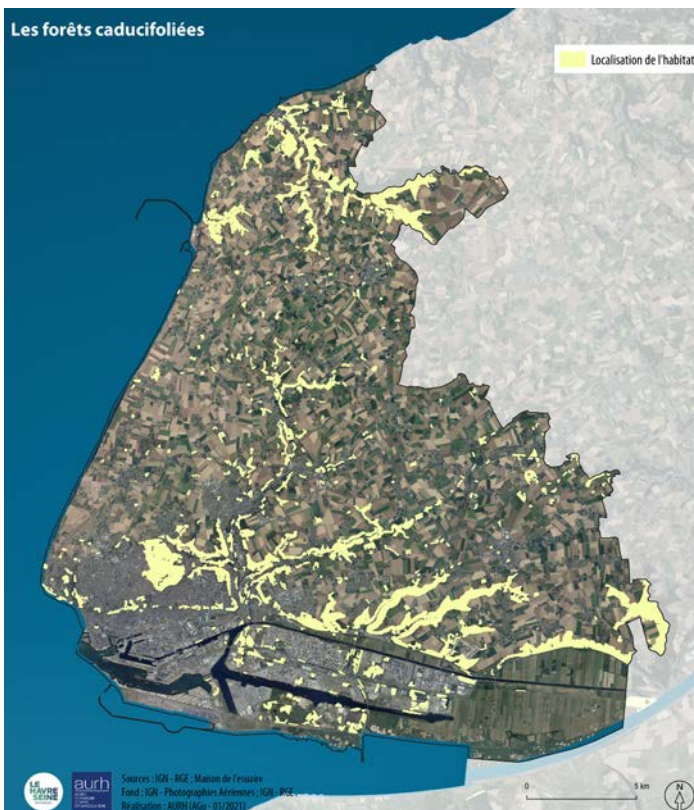 Les forêts caducifoliées
Localisation de l'habitat
LE
HAVRE
SEINE
aurh
Sources : IGN - RGE ; Maison de l'esuaire
Fond : IGN - Photographies Aériennes ; IGN - RGE ;
Réalisation : AURH (AGu - 01/2021)
0 5 km
N